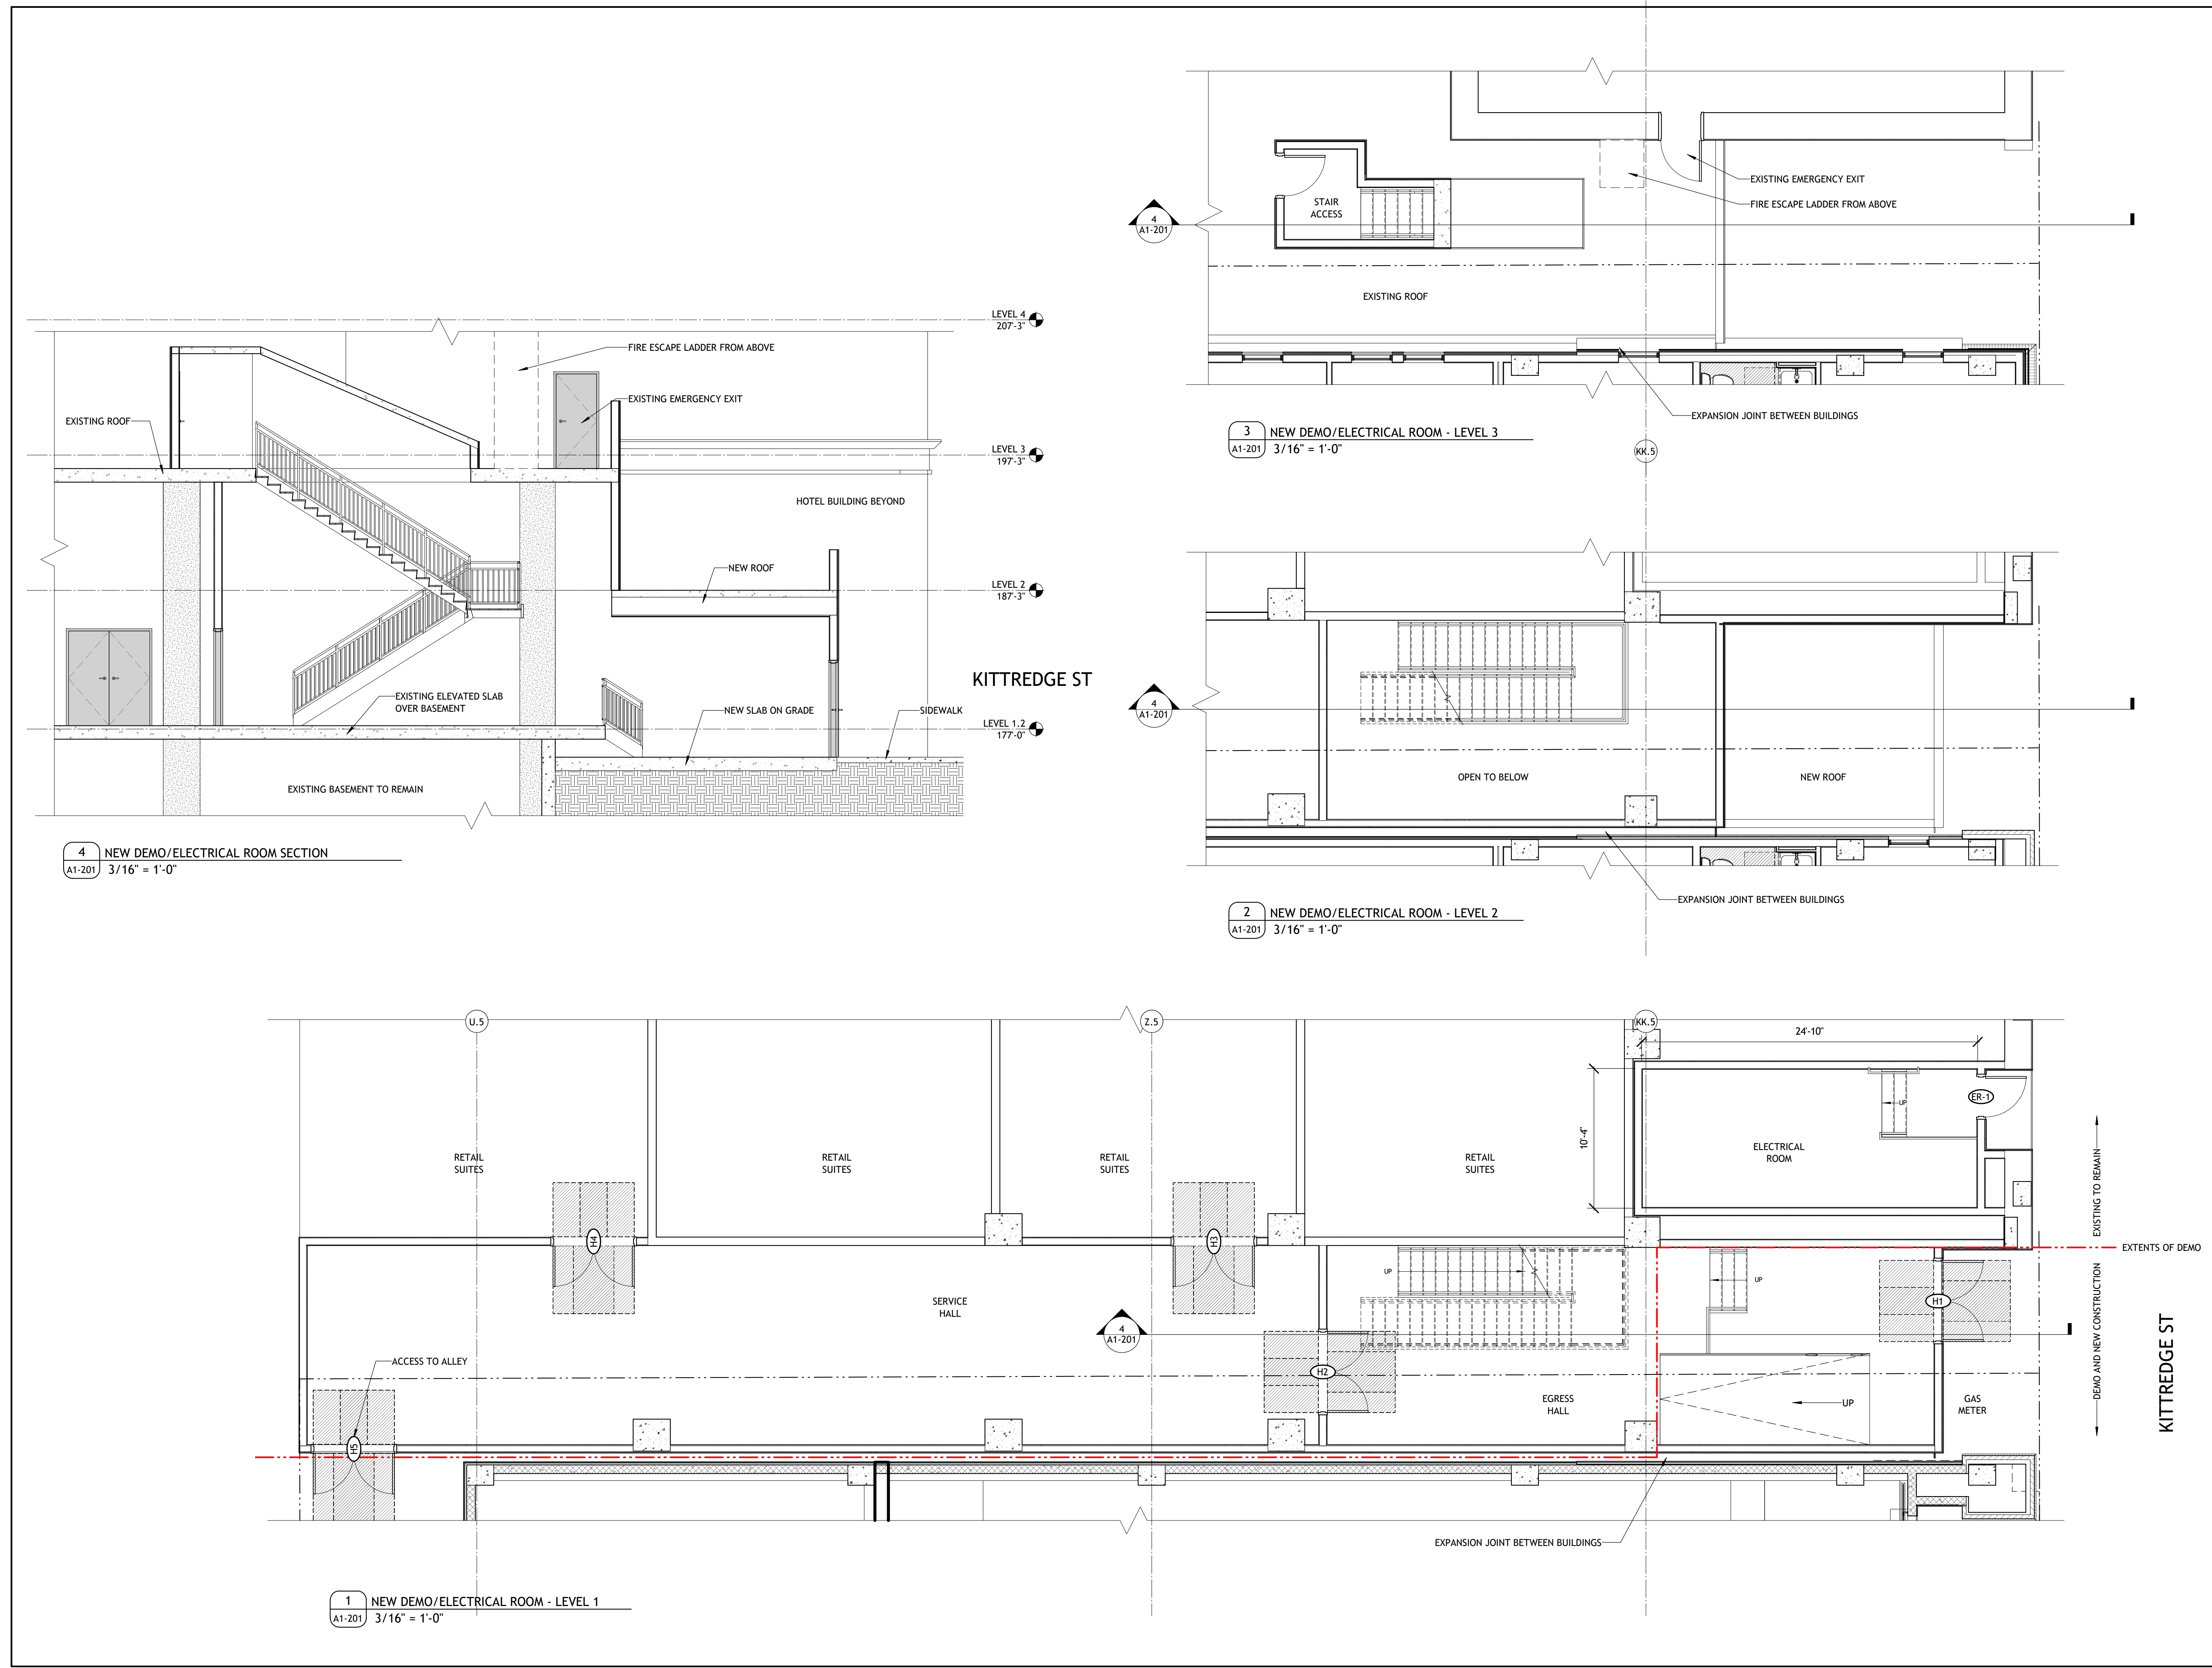 EXISTING EMERGENCY EXIT
FIRE ESCAPE LADDER FROM ABOVE
STAIR
ACCESS
4
A1-201
EXISTING ROOF
EXPANSION JOINT BETWEEN BUILDINGS
3
A1-201
NEW DEMO/ELECTRICAL ROOM - LEVEL 3
3/16" = 1'-0"
KK.5
LEVEL 4
207'-3"
FIRE ESCAPE LADDER FROM ABOVE
EXISTING EMERGENCY EXIT
EXISTING ROOF
LEVEL 3
197'-3"
HOTEL BUILDING BEYOND
NEW ROOF
LEVEL 2
187'-3"
KITTREDGE ST
EXISTING ELEVATED SLAB
OVER BASEMENT
NEW SLAB ON GRADE
SIDEWALK
LEVEL 1.2
177'-0"
EXISTING BASEMENT TO REMAIN
4
A1-201
NEW DEMO/ELECTRICAL ROOM SECTION
3/16" = 1'-0"
4
A1-201
OPEN TO BELOW
NEW ROOF
EXPANSION JOINT BETWEEN BUILDINGS
2
A1-201
NEW DEMO/ELECTRICAL ROOM - LEVEL 2
3/16" = 1'-0"
U.5
Z.5
KK.5
24'-10"
10'-4"
UP
ER-1
ELECTRICAL
ROOM
RETAIL
SUITES
RETAIL
SUITES
RETAIL
SUITES
RETAIL
SUITES
EXISTING TO REMAIN
EXTENTS OF DEMO
DEMO AND NEW CONSTRUCTION
KITTREDGE ST
H4
H3
UP
UP
H1
SERVICE
HALL
4
A1-201
ACCESS TO ALLEY
H2
EGRESS
HALL
UP
GAS
METER
H5
EXPANSION JOINT BETWEEN BUILDINGS
1
A1-201
NEW DEMO/ELECTRICAL ROOM - LEVEL 1
3/16" = 1'-0"